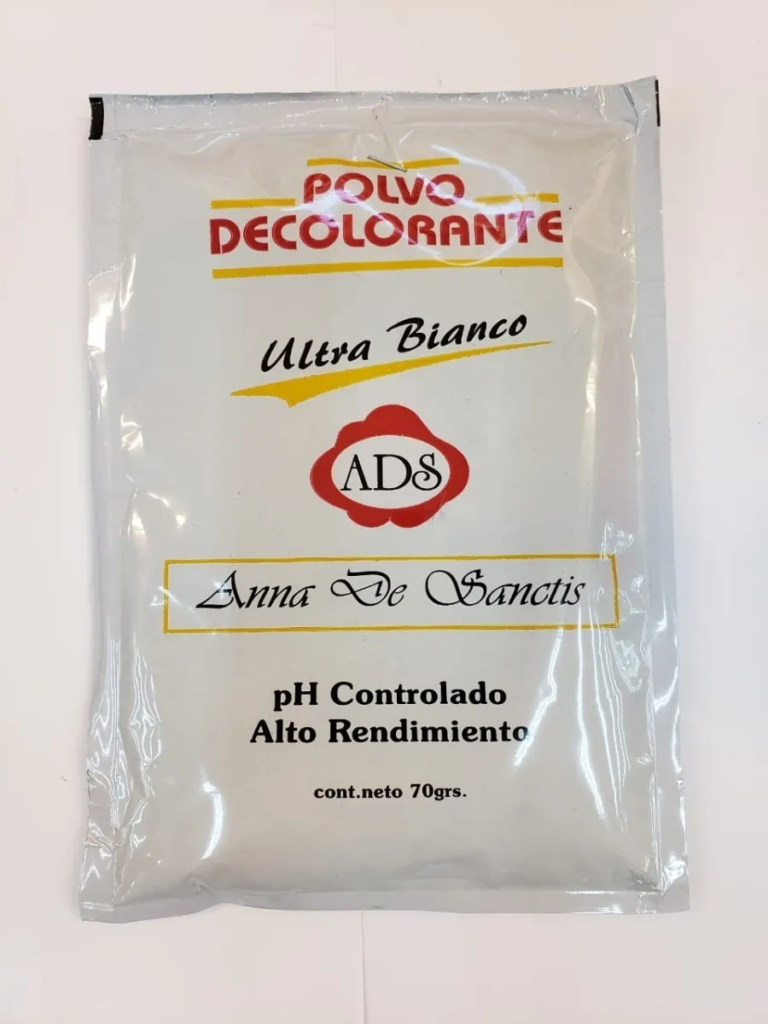 POLVO
DECOLORANTE
Ultra Bianco
ADS
Anna De Sanctis
pH Controlado
Alto Rendimiento
cont.neto 70grs.